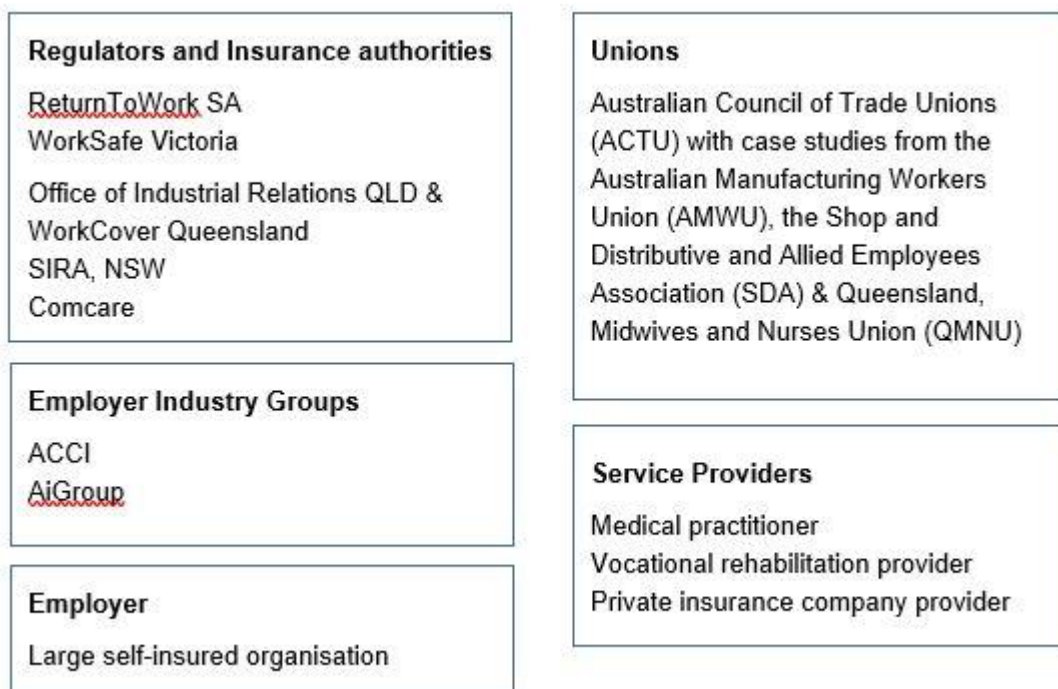 Regulators and Insurance authorities
ReturnToWork SA
WorkSafe Victoria
Office of Industrial Relations QLD &
WorkCover Queensland
SIRA, NSW
Comcare
Employer Industry Groups
ACCI
AiGroup
Employer
Large self-insured organisation
Unions
Australian Council of Trade Unions
(ACTU) with case studies from the
Australian Manufacturing Workers
Union (AMWU), the Shop and
Distributive and Allied Employees
Association (SDA) & Queensland,
Midwives and Nurses Union (QMNU)
Service Providers
Medical practitioner
Vocational rehabilitation provider
Private insurance company provider